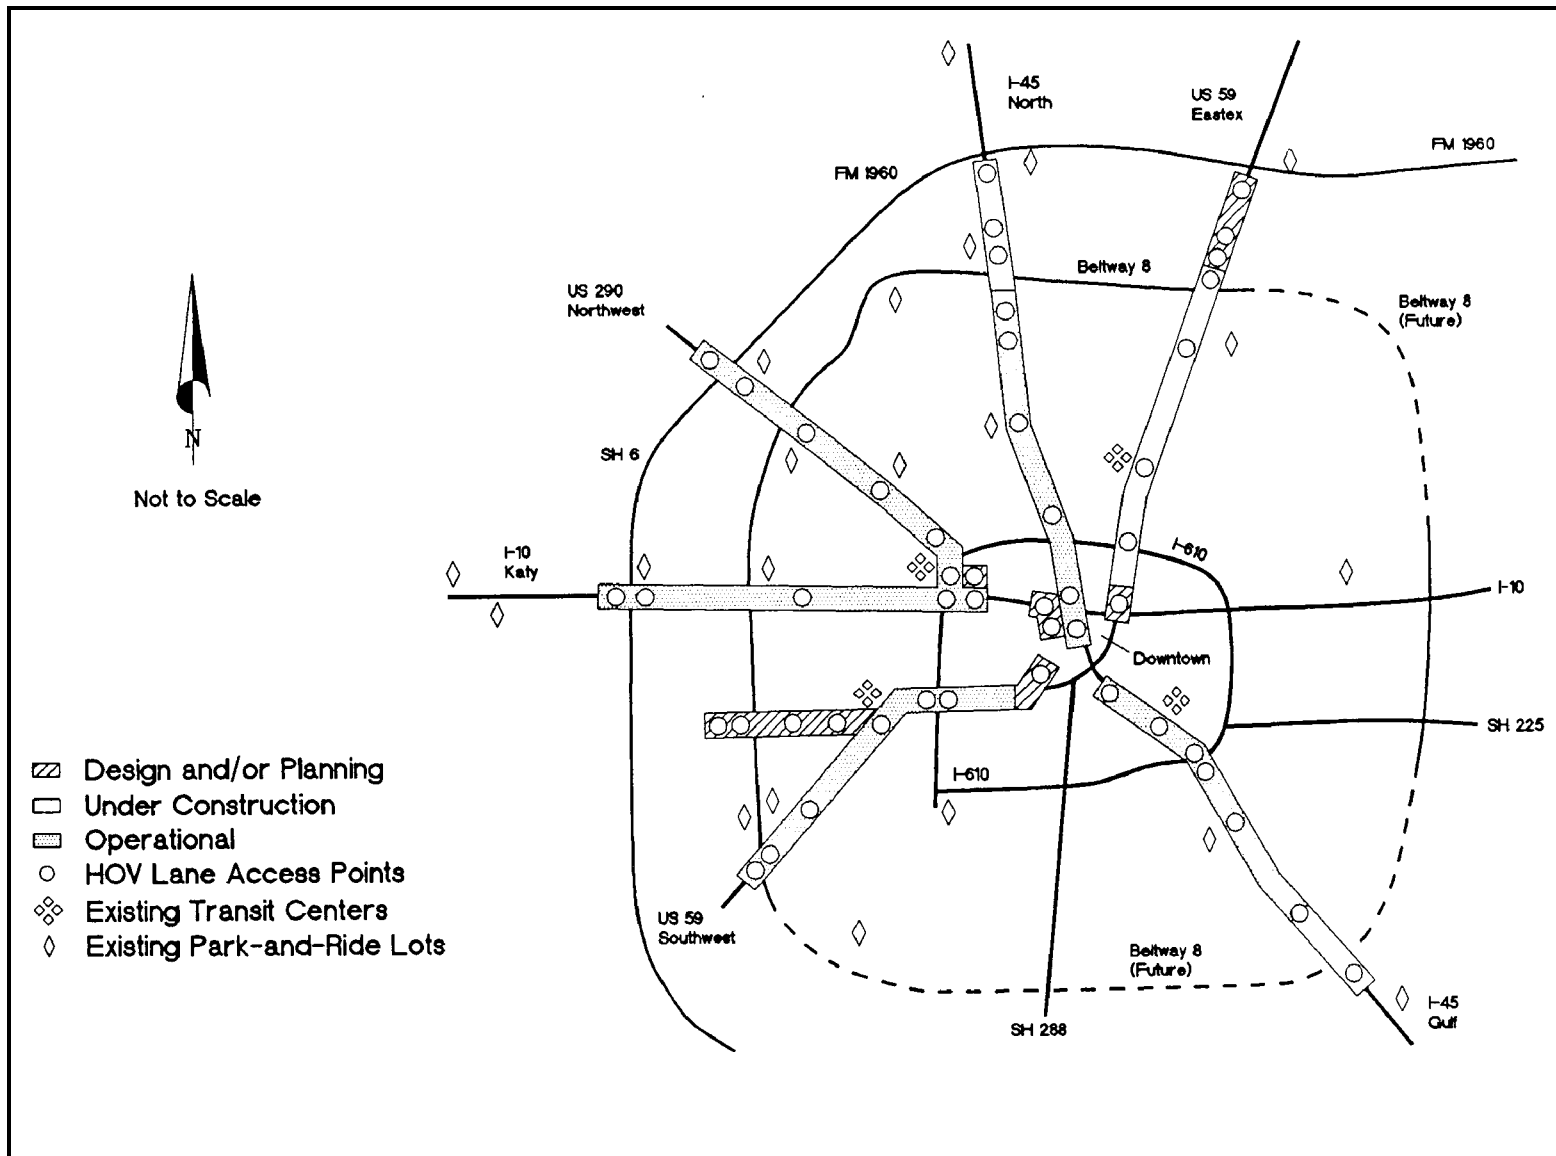 I-45
North
US 59
Eastex
FM 1960
FM 1960
Beltway 8
US 290
Northwest
Beltway 8
(Future)
N
SH 6
Not to Scale
I-10
Katy
I-610
I-10
Downtown
SH 225
I-610
Design and/or Planning
Under Construction
Operational
HOV Lane Access Points
Existing Transit Centers
Existing Park-and-Ride Lots
US 59
Southwest
Beltway 8
(Future)
I-45
Gulf
SH 288